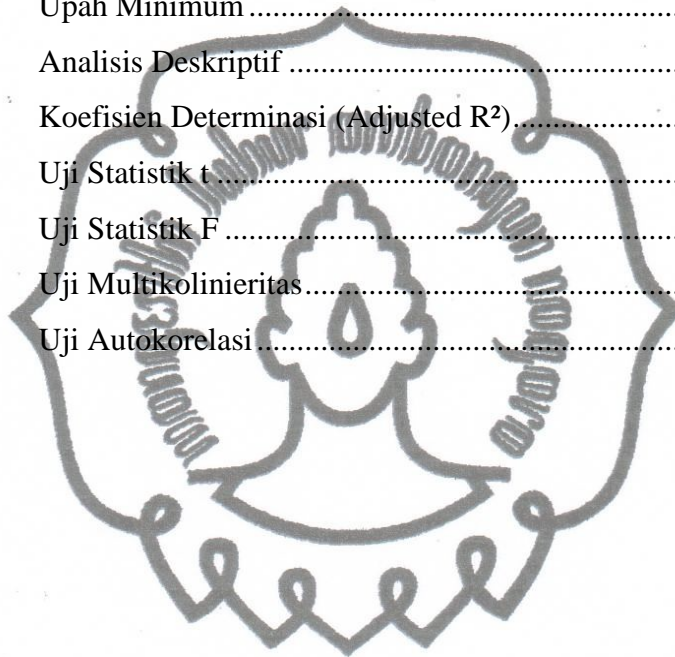 Upah Minimum ................................................
Analisis Deskriptif ................................................
Koefisien Determinasi (Adjusted R²)....................
Uji Statistik t ................................................
Uji Statistik F ................................................
Uji Multikolinieritas................................................
Uji Autokorelasi ................................................